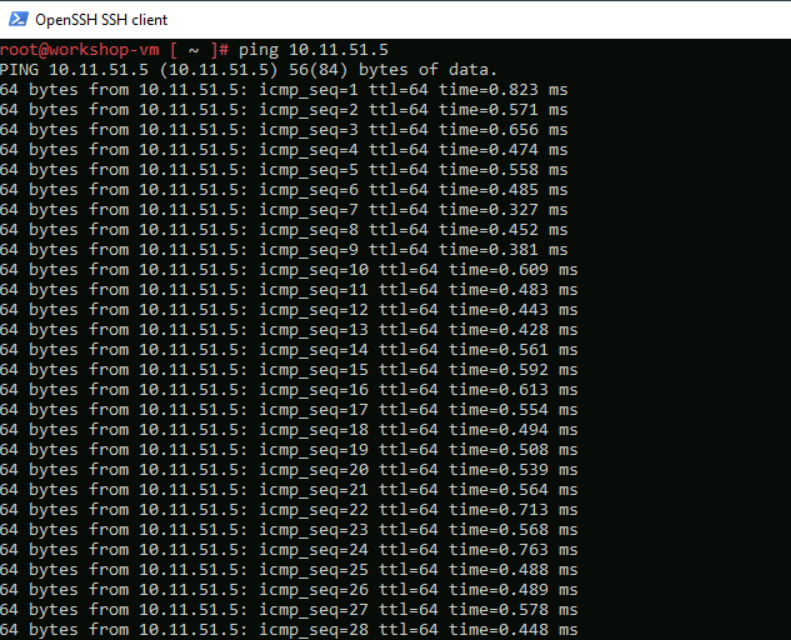 OpenSSH SSH client
root@workshop-vm [ ~ ]# ping 10.11.51.5
PING 10.11.51.5 (10.11.51.5) 56(84) bytes of data.
64 bytes from 10.11.51.5: icmp_seq=1 ttl=64 time=0.823 ms
64 bytes from 10.11.51.5: icmp_seq=2 ttl=64 time=0.571 ms
64 bytes from 10.11.51.5: icmp_seq=3 ttl=64 time=0.656 ms
64 bytes from 10.11.51.5: icmp_seq=4 ttl=64 time=0.474 ms
64 bytes from 10.11.51.5: icmp_seq=5 ttl=64 time=0.558 ms
64 bytes from 10.11.51.5: icmp_seq=6 ttl=64 time=0.485 ms
64 bytes from 10.11.51.5: icmp_seq=7 ttl=64 time=0.327 ms
64 bytes from 10.11.51.5: icmp_seq=8 ttl=64 time=0.452 ms
64 bytes from 10.11.51.5: icmp_seq=9 ttl=64 time=0.381 ms
64 bytes from 10.11.51.5: icmp_seq=10 ttl=64 time=0.609 ms
64 bytes from 10.11.51.5: icmp_seq=11 ttl=64 time=0.483 ms
64 bytes from 10.11.51.5: icmp_seq=12 ttl=64 time=0.443 ms
64 bytes from 10.11.51.5: icmp_seq=13 ttl=64 time=0.428 ms
64 bytes from 10.11.51.5: icmp_seq=14 ttl=64 time=0.561 ms
64 bytes from 10.11.51.5: icmp_seq=15 ttl=64 time=0.592 ms
64 bytes from 10.11.51.5: icmp_seq=16 ttl=64 time=0.613 ms
64 bytes from 10.11.51.5: icmp_seq=17 ttl=64 time=0.554 ms
64 bytes from 10.11.51.5: icmp_seq=18 ttl=64 time=0.494 ms
64 bytes from 10.11.51.5: icmp_seq=19 ttl=64 time=0.508 ms
64 bytes from 10.11.51.5: icmp_seq=20 ttl=64 time=0.539 ms
64 bytes from 10.11.51.5: icmp_seq=21 ttl=64 time=0.564 ms
64 bytes from 10.11.51.5: icmp_seq=22 ttl=64 time=0.713 ms
64 bytes from 10.11.51.5: icmp_seq=23 ttl=64 time=0.568 ms
64 bytes from 10.11.51.5: icmp_seq=24 ttl=64 time=0.763 ms
64 bytes from 10.11.51.5: icmp_seq=25 ttl=64 time=0.488 ms
64 bytes from 10.11.51.5: icmp_seq=26 ttl=64 time=0.489 ms
64 bytes from 10.11.51.5: icmp_seq=27 ttl=64 time=0.578 ms
64 bytes from 10.11.51.5: icmp_seq=28 ttl=64 time=0.448 ms